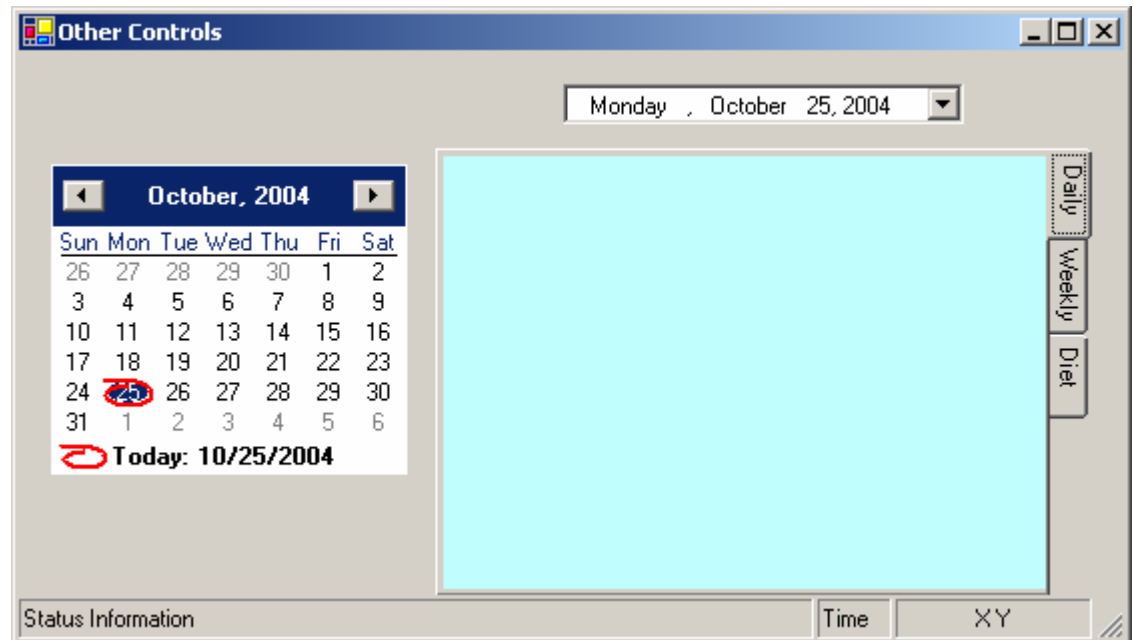 Other Controls
Monday , October 25, 2004
October, 2004
Sun Mon Tue Wed Thu Fri Sat
26 27 28 29 30 1 2
3 4 5 6 7 8 9
10 11 12 13 14 15 16
17 18 19 20 21 22 23
24 25 26 27 28 29 30
31 1 2 3 4 5 6
Today: 10/25/2004
Daily
Weekly
Diet
Status Information Time X Y